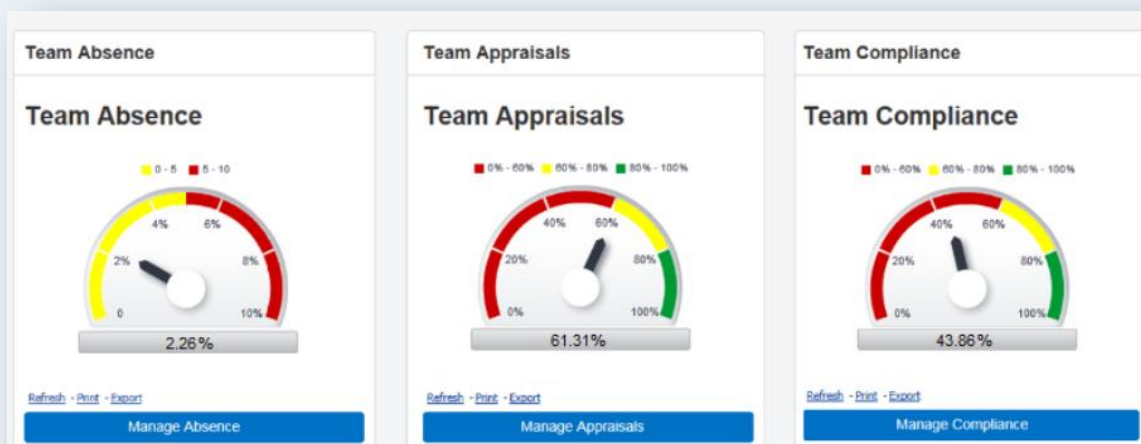 Team Absence
Team Absence
0 - 5 5 - 10
4% 6%
2% 8%
0 10%
2.26%
Refresh - Print - Export
Manage Absence
Team Appraisals
Team Appraisals
0% - 60% 60% - 80% 80% - 100%
40% 60%
20% 80%
0% 100%
61.31%
Refresh - Print - Export
Manage Appraisals
Team Compliance
Team Compliance
0% - 60% 60% - 80% 80% - 100%
40% 60%
20% 80%
0% 100%
43.86%
Refresh - Print - Export
Manage Compliance